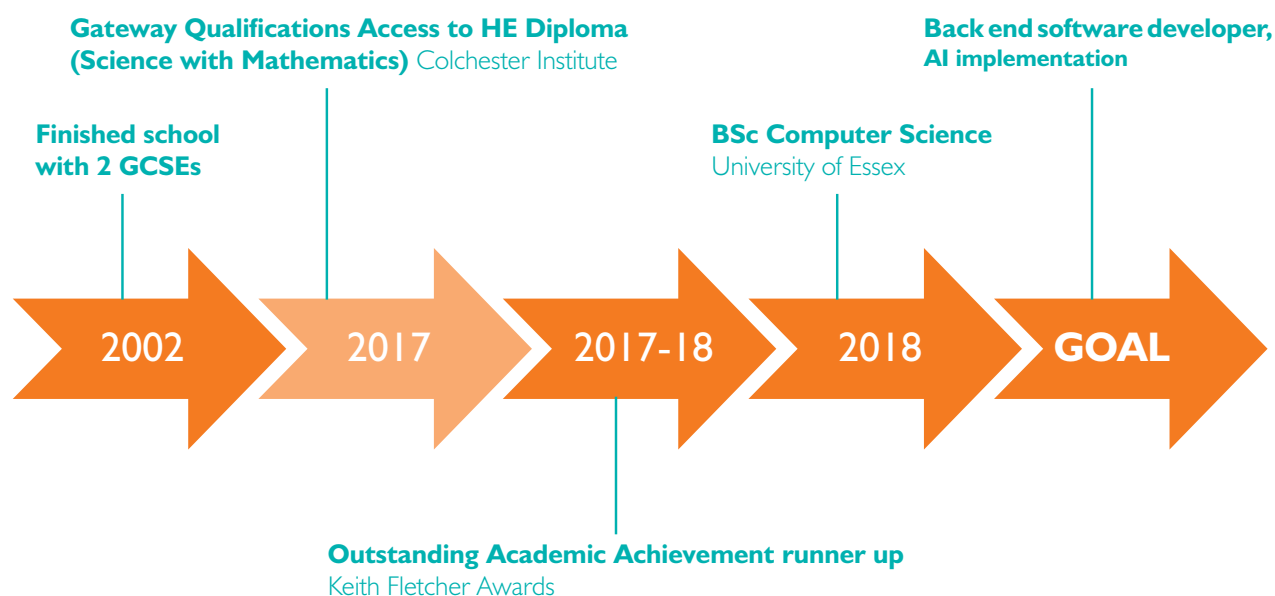 Gateway Qualifications Access to HE Diploma
(Science with Mathematics) Colchester Institute
Back end software developer,
AI implementation
Finished school
with 2 GCSEs
BSc Computer Science
University of Essex
2002
2017
2017-18
2018
GOAL
Outstanding Academic Achievement runner up
Keith Fletcher Awards